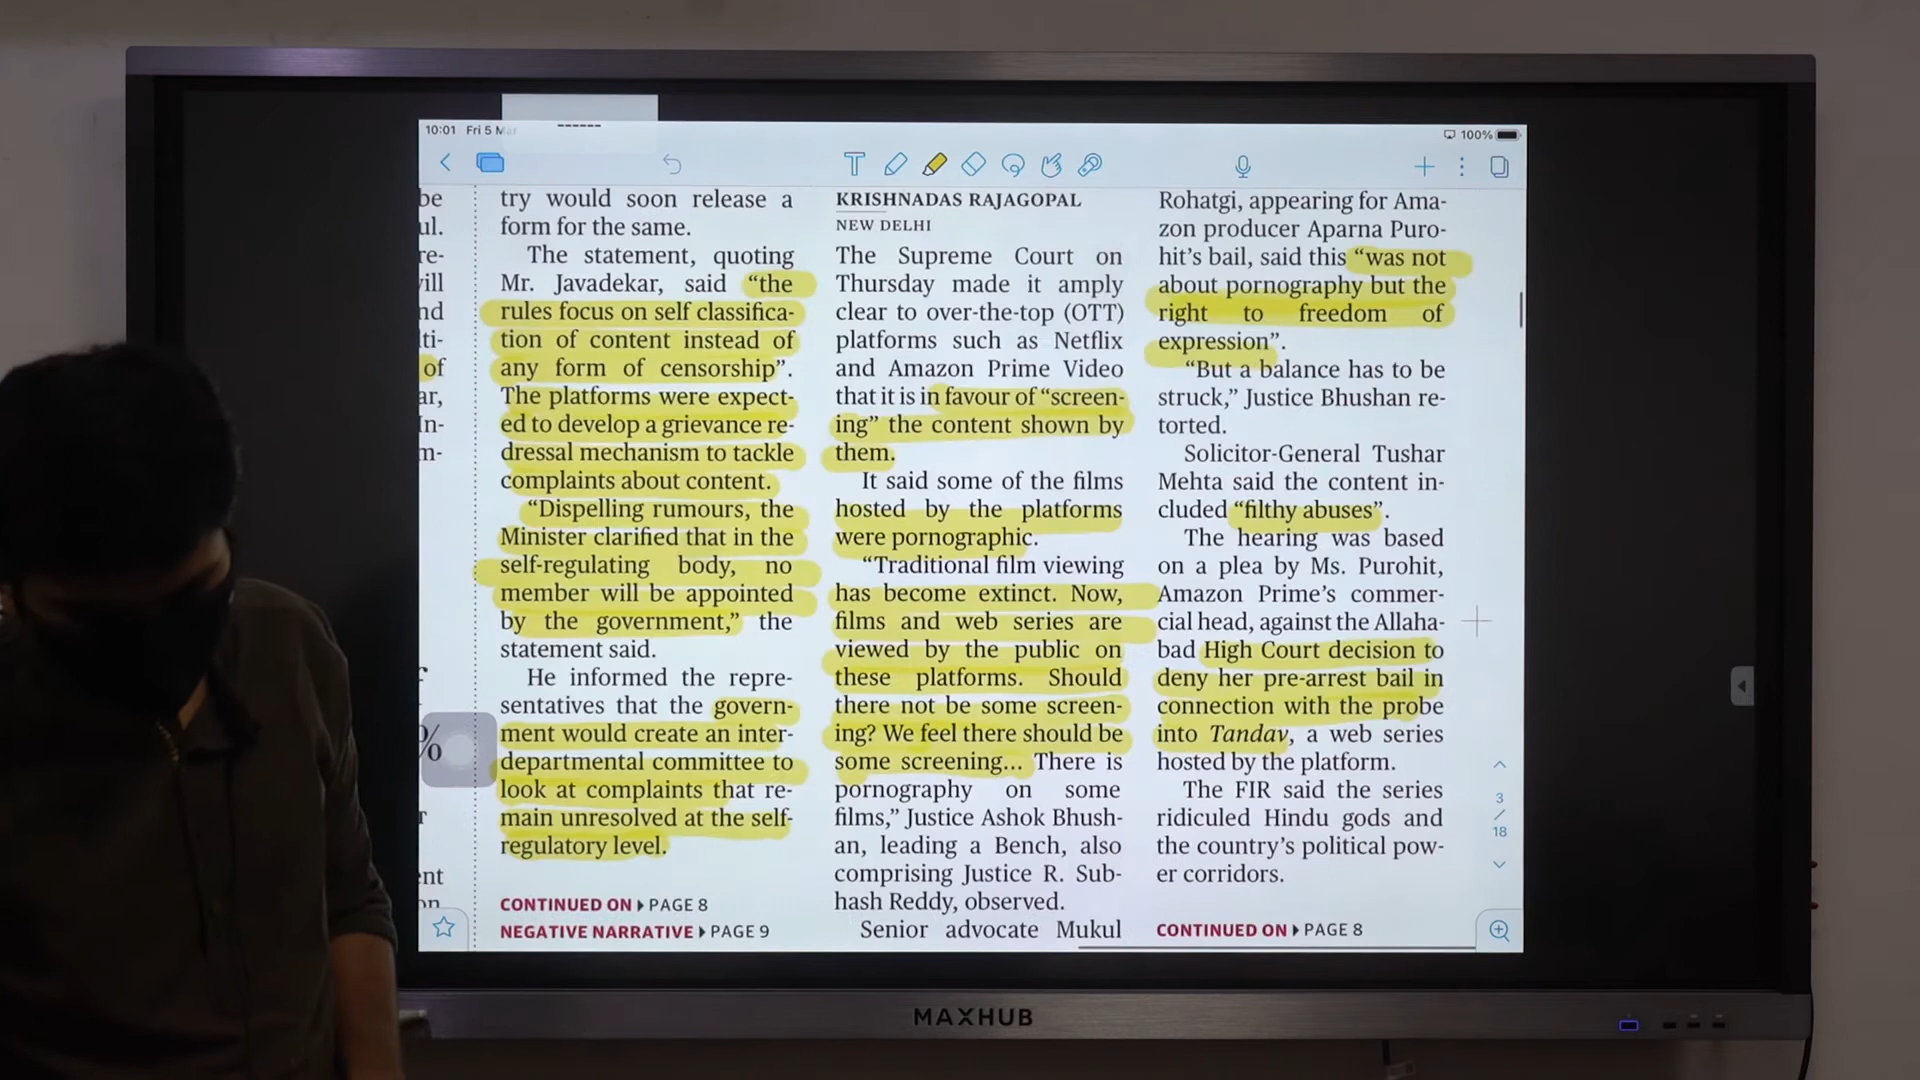 10:01 Fri 5 Mar
100%
be
ul.
re-
vill
nd
lti-
of
ar,
In-
m-
%
ent
on
try would soon release a
form for the same.
The statement, quoting
Mr. Javadekar, said “the
rules focus on self classifica-
tion of content instead of
any form of censorship”.
The platforms were expect-
ed to develop a grievance re-
dressal mechanism to tackle
complaints about content.
“Dispelling rumours, the
Minister clarified that in the
self-regulating body, no
member will be appointed
by the government,” the
statement said.
He informed the repre-
sentatives that the govern-
ment would create an inter-
departmental committee to
look at complaints that re-
main unresolved at the self-
regulatory level.
CONTINUED ON PAGE 8
NEGATIVE NARRATIVE PAGE 9
KRISHNADAS RAJAGOPAL
NEW DELHI
The Supreme Court on
Thursday made it amply
clear to over-the-top (OTT)
platforms such as Netflix
and Amazon Prime Video
that it is in favour of “screen-
ing” the content shown by
them.
It said some of the films
hosted by the platforms
were pornographic.
“Traditional film viewing
has become extinct. Now,
films and web series are
viewed by the public on
these platforms. Should
there not be some screen-
ing? We feel there should be
some screening... There is
pornography on some
films,” Justice Ashok Bhush-
an, leading a Bench, also
comprising Justice R. Sub-
hash Reddy, observed.
Senior advocate Mukul
Rohatgi, appearing for Ama-
zon producer Aparna Puro-
hit’s bail, said this “was not
about pornography but the
right to freedom of
expression”.
“But a balance has to be
struck,” Justice Bhushan re-
torted.
Solicitor-General Tushar
Mehta said the content in-
cluded “filthy abuses”.
The hearing was based
on a plea by Ms. Purohit,
Amazon Prime’s commer-
cial head, against the Allaha-
bad High Court decision to
deny her pre-arrest bail in
connection with the probe
into Tandav, a web series
hosted by the platform.
The FIR said the series
ridiculed Hindu gods and
the country’s political pow-
er corridors.
CONTINUED ON PAGE 8
3
/
18
MAXHUB